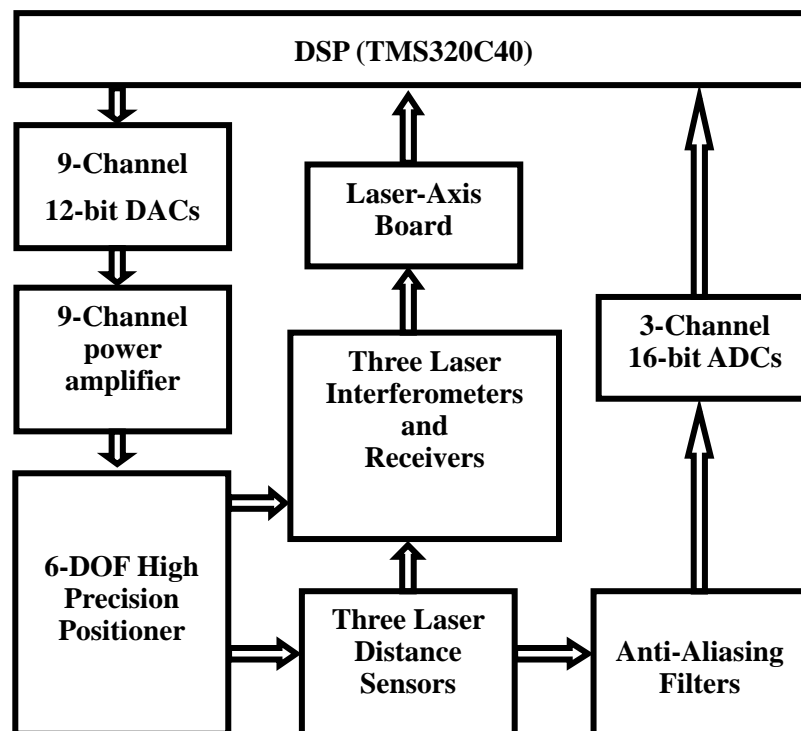 DSP (TMS320C40)
9-Channel
12-bit DACs
Laser-Axis
Board
9-Channel
power
amplifier
Three Laser
Interferometers
and
Receivers
3-Channel
16-bit ADCs
6-DOF High
Precision
Positioner
Three Laser
Distance
Sensors
Anti-Aliasing
Filters